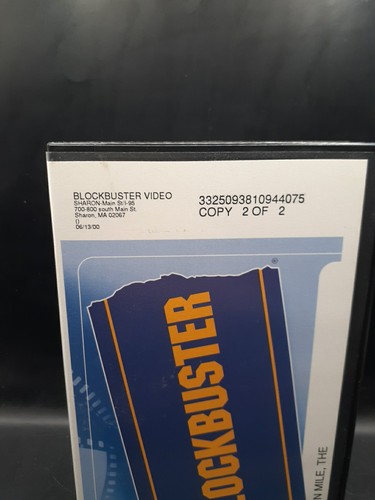 BLOCKBUSTER VIDEO
SHARON-Main St/I-95
700-800 south Main St
Sharon, MA 02067
()
06/13/00
3325093810944075
COPY 2 OF 2
®
LOCKBUSTER
MILE, THE